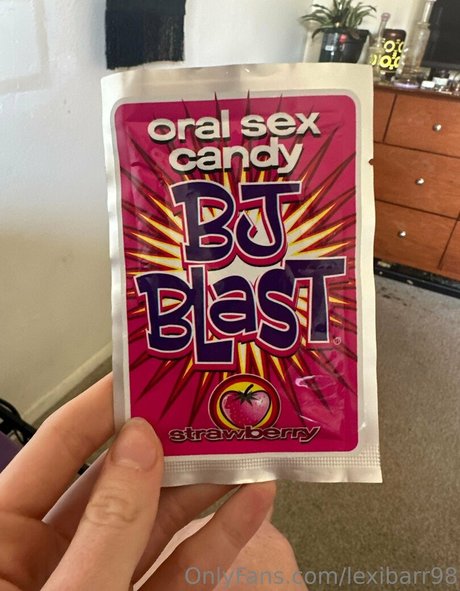 oral sex
candy
BJ
BLaST
strawberry
OnlyFans.com/lexibarr98